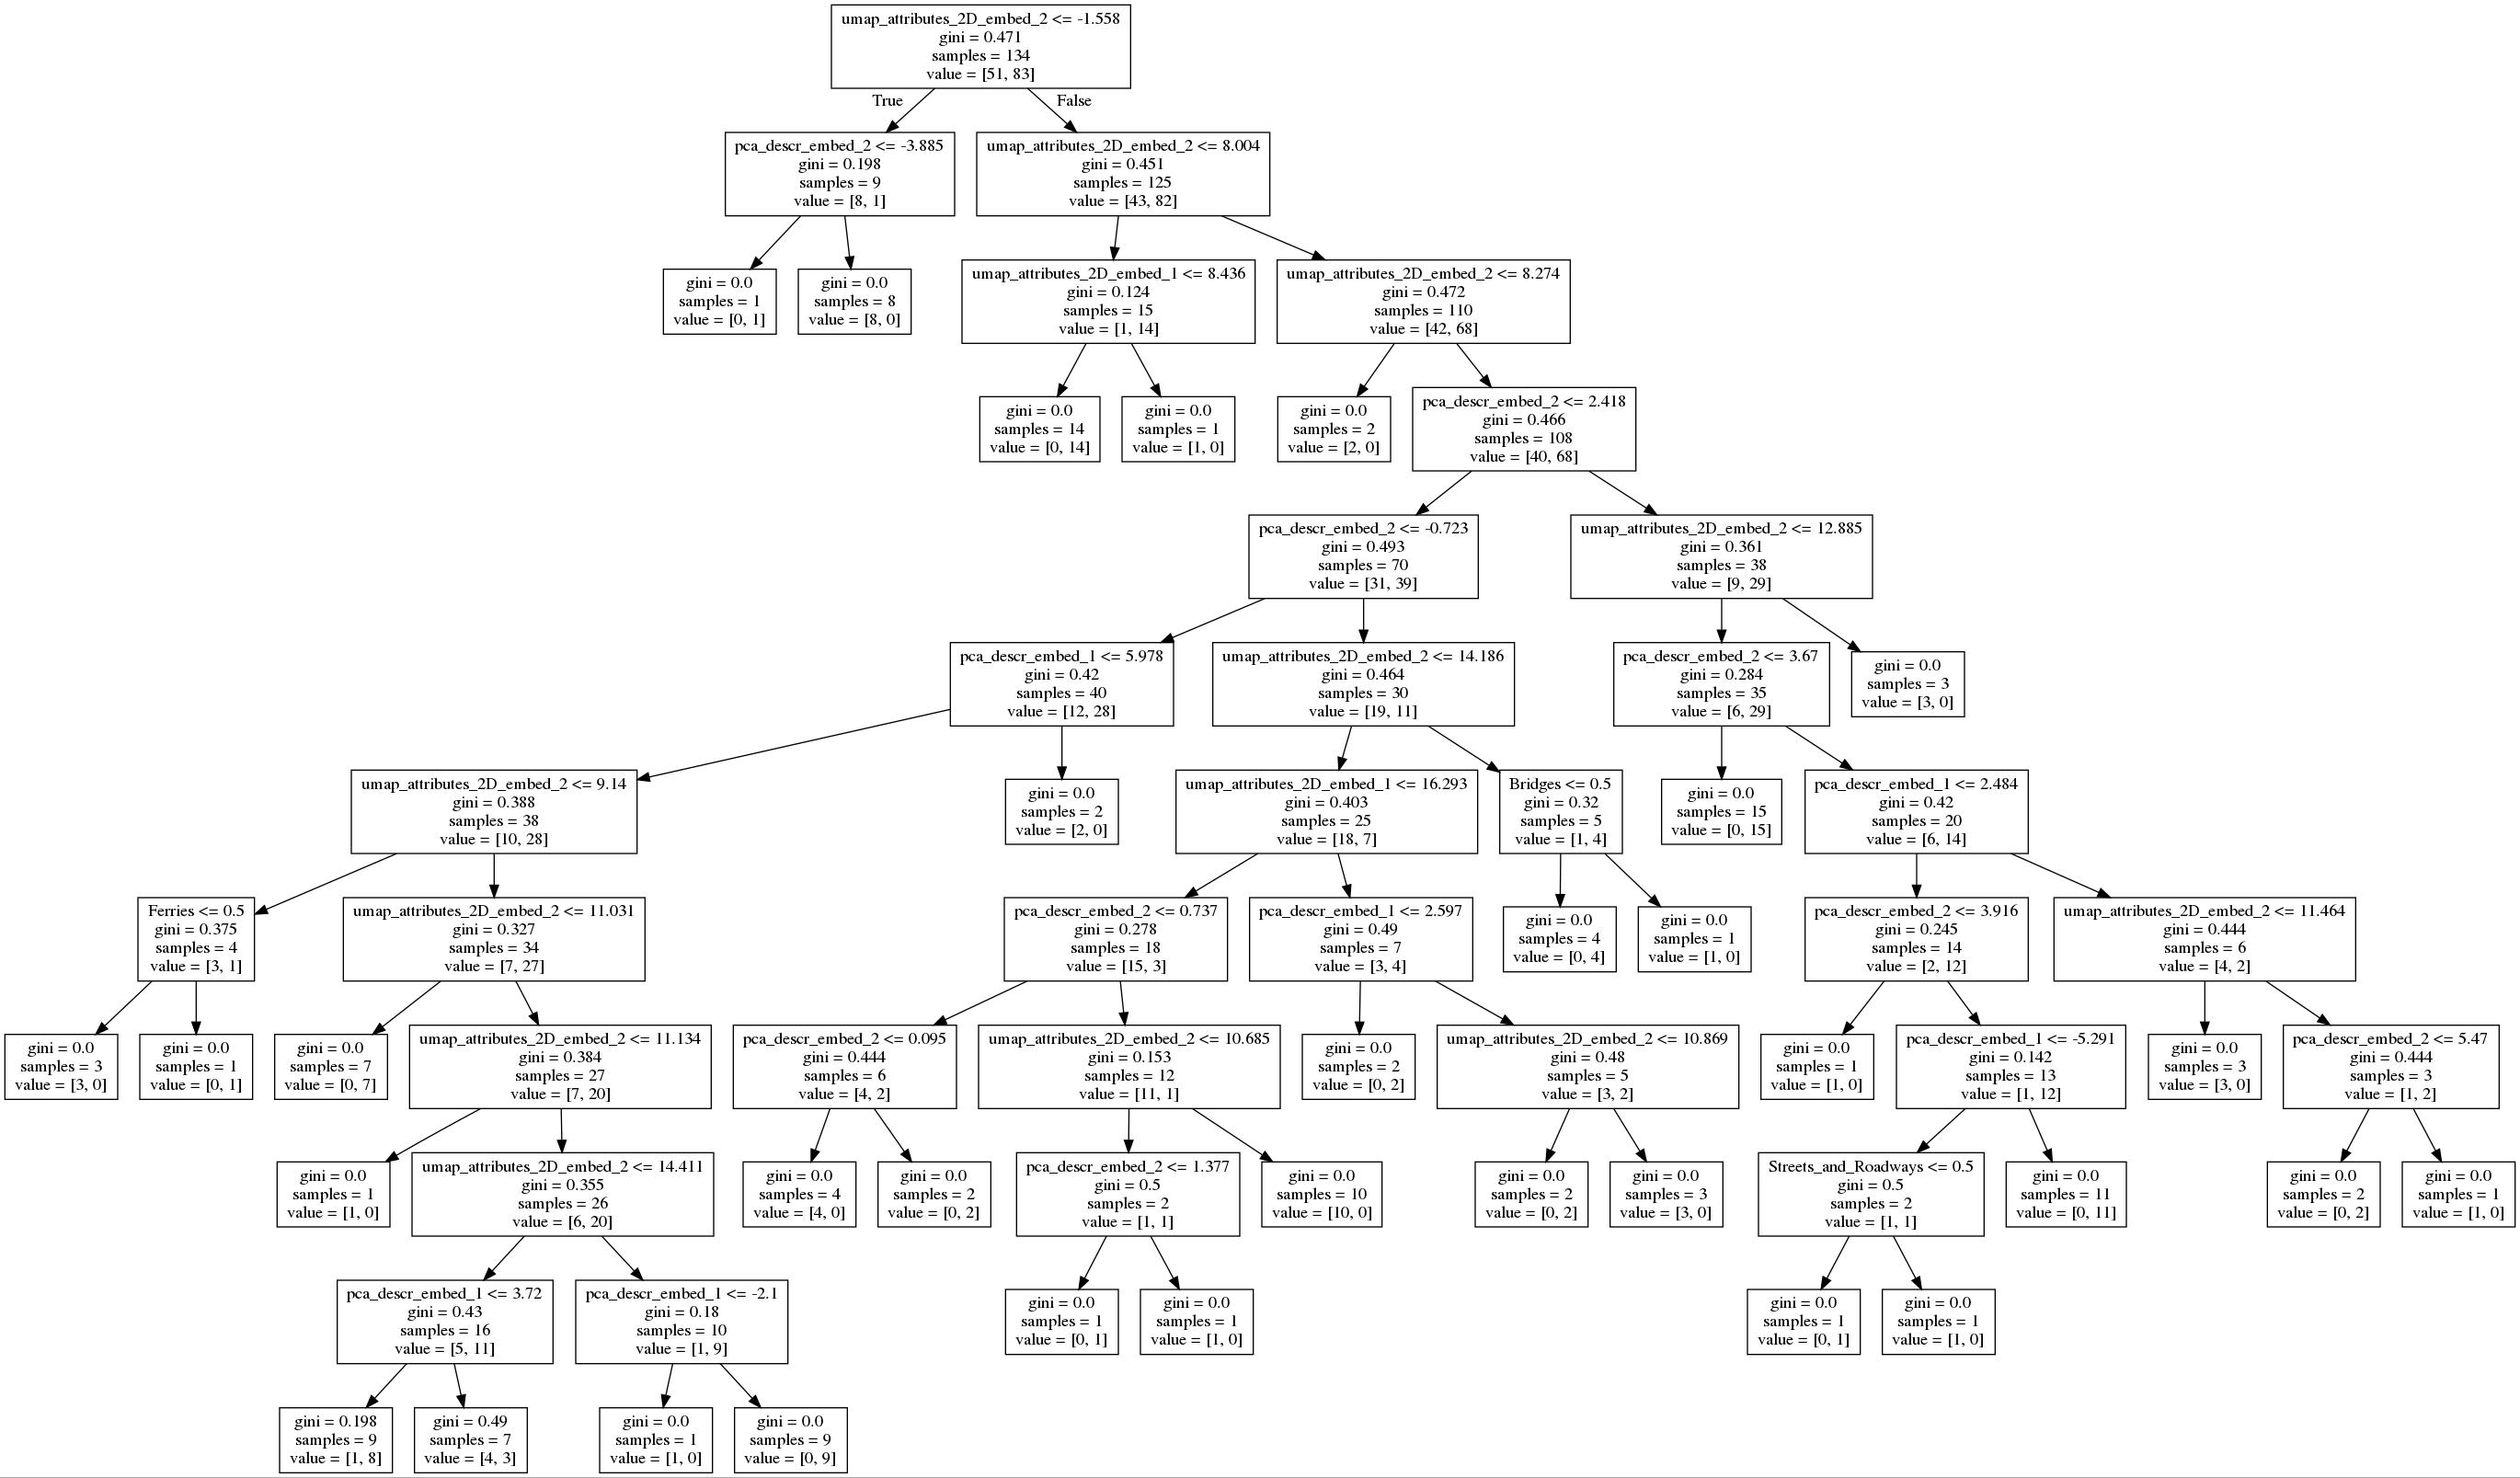 umap_attributes_2D_embed_2 <= -1.558
gini = 0.471
samples = 134
value = [51, 83]
True
False
pca_descr_embed_2 <= -3.885
gini = 0.198
samples = 9
value = [8, 1]
umap_attributes_2D_embed_2 <= 8.004
gini = 0.451
samples = 125
value = [43, 82]
gini = 0.0
samples = 1
value = [0, 1]
gini = 0.0
samples = 8
value = [8, 0]
umap_attributes_2D_embed_1 <= 8.436
gini = 0.124
samples = 15
value = [1, 14]
umap_attributes_2D_embed_2 <= 8.274
gini = 0.472
samples = 110
value = [42, 68]
gini = 0.0
samples = 14
value = [0, 14]
gini = 0.0
samples = 1
value = [1, 0]
gini = 0.0
samples = 2
value = [2, 0]
pca_descr_embed_2 <= 2.418
gini = 0.466
samples = 108
value = [40, 68]
pca_descr_embed_2 <= -0.723
gini = 0.493
samples = 70
value = [31, 39]
umap_attributes_2D_embed_2 <= 12.885
gini = 0.361
samples = 38
value = [9, 29]
pca_descr_embed_1 <= 5.978
gini = 0.42
samples = 40
value = [12, 28]
umap_attributes_2D_embed_2 <= 14.186
gini = 0.464
samples = 30
value = [19, 11]
pca_descr_embed_2 <= 3.67
gini = 0.284
samples = 35
value = [6, 29]
gini = 0.0
samples = 3
value = [3, 0]
umap_attributes_2D_embed_2 <= 9.14
gini = 0.388
samples = 38
value = [10, 28]
gini = 0.0
samples = 2
value = [2, 0]
umap_attributes_2D_embed_1 <= 16.293
gini = 0.403
samples = 25
value = [18, 7]
Bridges <= 0.5
gini = 0.32
samples = 5
value = [1, 4]
gini = 0.0
samples = 15
value = [0, 15]
pca_descr_embed_1 <= 2.484
gini = 0.42
samples = 20
value = [6, 14]
Ferries <= 0.5
gini = 0.375
samples = 4
value = [3, 1]
umap_attributes_2D_embed_2 <= 11.031
gini = 0.327
samples = 34
value = [7, 27]
pca_descr_embed_2 <= 0.737
gini = 0.278
samples = 18
value = [15, 3]
pca_descr_embed_1 <= 2.597
gini = 0.49
samples = 7
value = [3, 4]
gini = 0.0
samples = 4
value = [0, 4]
gini = 0.0
samples = 1
value = [1, 0]
pca_descr_embed_2 <= 3.916
gini = 0.245
samples = 14
value = [2, 12]
umap_attributes_2D_embed_2 <= 11.464
gini = 0.444
samples = 6
value = [4, 2]
gini = 0.0
samples = 3
value = [3, 0]
gini = 0.0
samples = 1
value = [0, 1]
gini = 0.0
samples = 7
value = [0, 7]
umap_attributes_2D_embed_2 <= 11.134
gini = 0.384
samples = 27
value = [7, 20]
pca_descr_embed_2 <= 0.095
gini = 0.444
samples = 6
value = [4, 2]
umap_attributes_2D_embed_2 <= 10.685
gini = 0.153
samples = 12
value = [11, 1]
gini = 0.0
samples = 2
value = [0, 2]
umap_attributes_2D_embed_2 <= 10.869
gini = 0.48
samples = 5
value = [3, 2]
gini = 0.0
samples = 1
value = [1, 0]
pca_descr_embed_1 <= -5.291
gini = 0.142
samples = 13
value = [1, 12]
gini = 0.0
samples = 3
value = [3, 0]
pca_descr_embed_2 <= 5.47
gini = 0.444
samples = 3
value = [1, 2]
gini = 0.0
samples = 1
value = [1, 0]
umap_attributes_2D_embed_2 <= 14.411
gini = 0.355
samples = 26
value = [6, 20]
gini = 0.0
samples = 4
value = [4, 0]
gini = 0.0
samples = 2
value = [0, 2]
pca_descr_embed_2 <= 1.377
gini = 0.5
samples = 2
value = [1, 1]
gini = 0.0
samples = 10
value = [10, 0]
gini = 0.0
samples = 2
value = [0, 2]
gini = 0.0
samples = 3
value = [3, 0]
Streets_and_Roadways <= 0.5
gini = 0.5
samples = 2
value = [1, 1]
gini = 0.0
samples = 11
value = [0, 11]
gini = 0.0
samples = 2
value = [0, 2]
gini = 0.0
samples = 1
value = [1, 0]
pca_descr_embed_1 <= 3.72
gini = 0.43
samples = 16
value = [5, 11]
pca_descr_embed_1 <= -2.1
gini = 0.18
samples = 10
value = [1, 9]
gini = 0.0
samples = 1
value = [0, 1]
gini = 0.0
samples = 1
value = [1, 0]
gini = 0.0
samples = 1
value = [0, 1]
gini = 0.0
samples = 1
value = [1, 0]
gini = 0.198
samples = 9
value = [1, 8]
gini = 0.49
samples = 7
value = [4, 3]
gini = 0.0
samples = 1
value = [1, 0]
gini = 0.0
samples = 9
value = [0, 9]